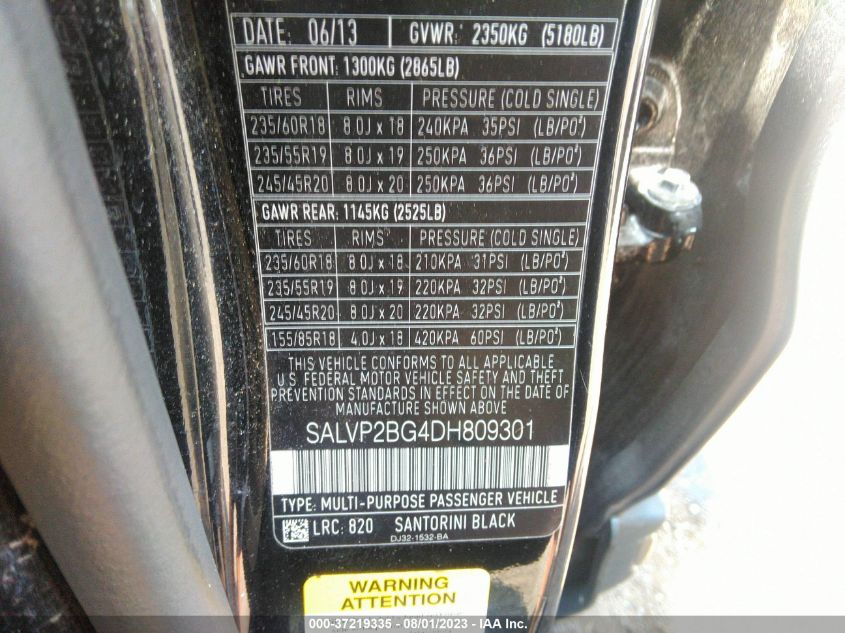 DATE: 06/13 GVWR: 2350KG (5180LB)
GAWR FRONT: 1300KG (2865LB)
TIRES RIMS PRESSURE (COLD SINGLE)
235/60R18 8.0J x 18 240KPA 35PSI (LB/PO²)
235/55R19 8.0J x 19 250KPA 36PSI (LB/PO²)
245/45R20 8.0J x 20 250KPA 36PSI (LB/PO²)
GAWR REAR: 1145KG (2525LB)
TIRES RIMS PRESSURE (COLD SINGLE)
235/60R18 8.0J x 18 210KPA 31PSI (LB/PO²)
235/55R19 8.0J x 19 220KPA 32PSI (LB/PO²)
245/45R20 8.0J x 20 220KPA 32PSI (LB/PO²)
155/85R18 4.0J x 18 420KPA 60PSI (LB/PO²)
THIS VEHICLE CONFORMS TO ALL APPLICABLE
U.S. FEDERAL MOTOR VEHICLE SAFETY AND THEFT
PREVENTION STANDARDS IN EFFECT ON THE DATE OF
MANUFACTURE SHOWN ABOVE
SALVP2BG4DH809301
TYPE: MULTI-PURPOSE PASSENGER VEHICLE
LRC: 820 SANTORINI BLACK
DJ32-1532-BA
WARNING
ATTENTION
000-37219335 - 08/01/2023 - IAAI.COM